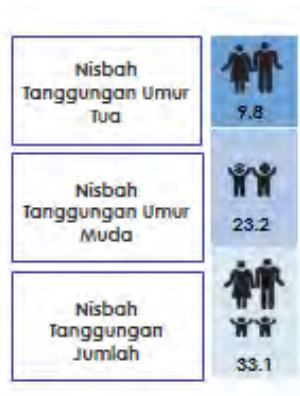 Nisbah
Tanggungan Umur
Tua
9.8
Nisbah
Tanggungan Umur
Muda
23.2
Nisbah
Tanggungan
Jumlah
33.1